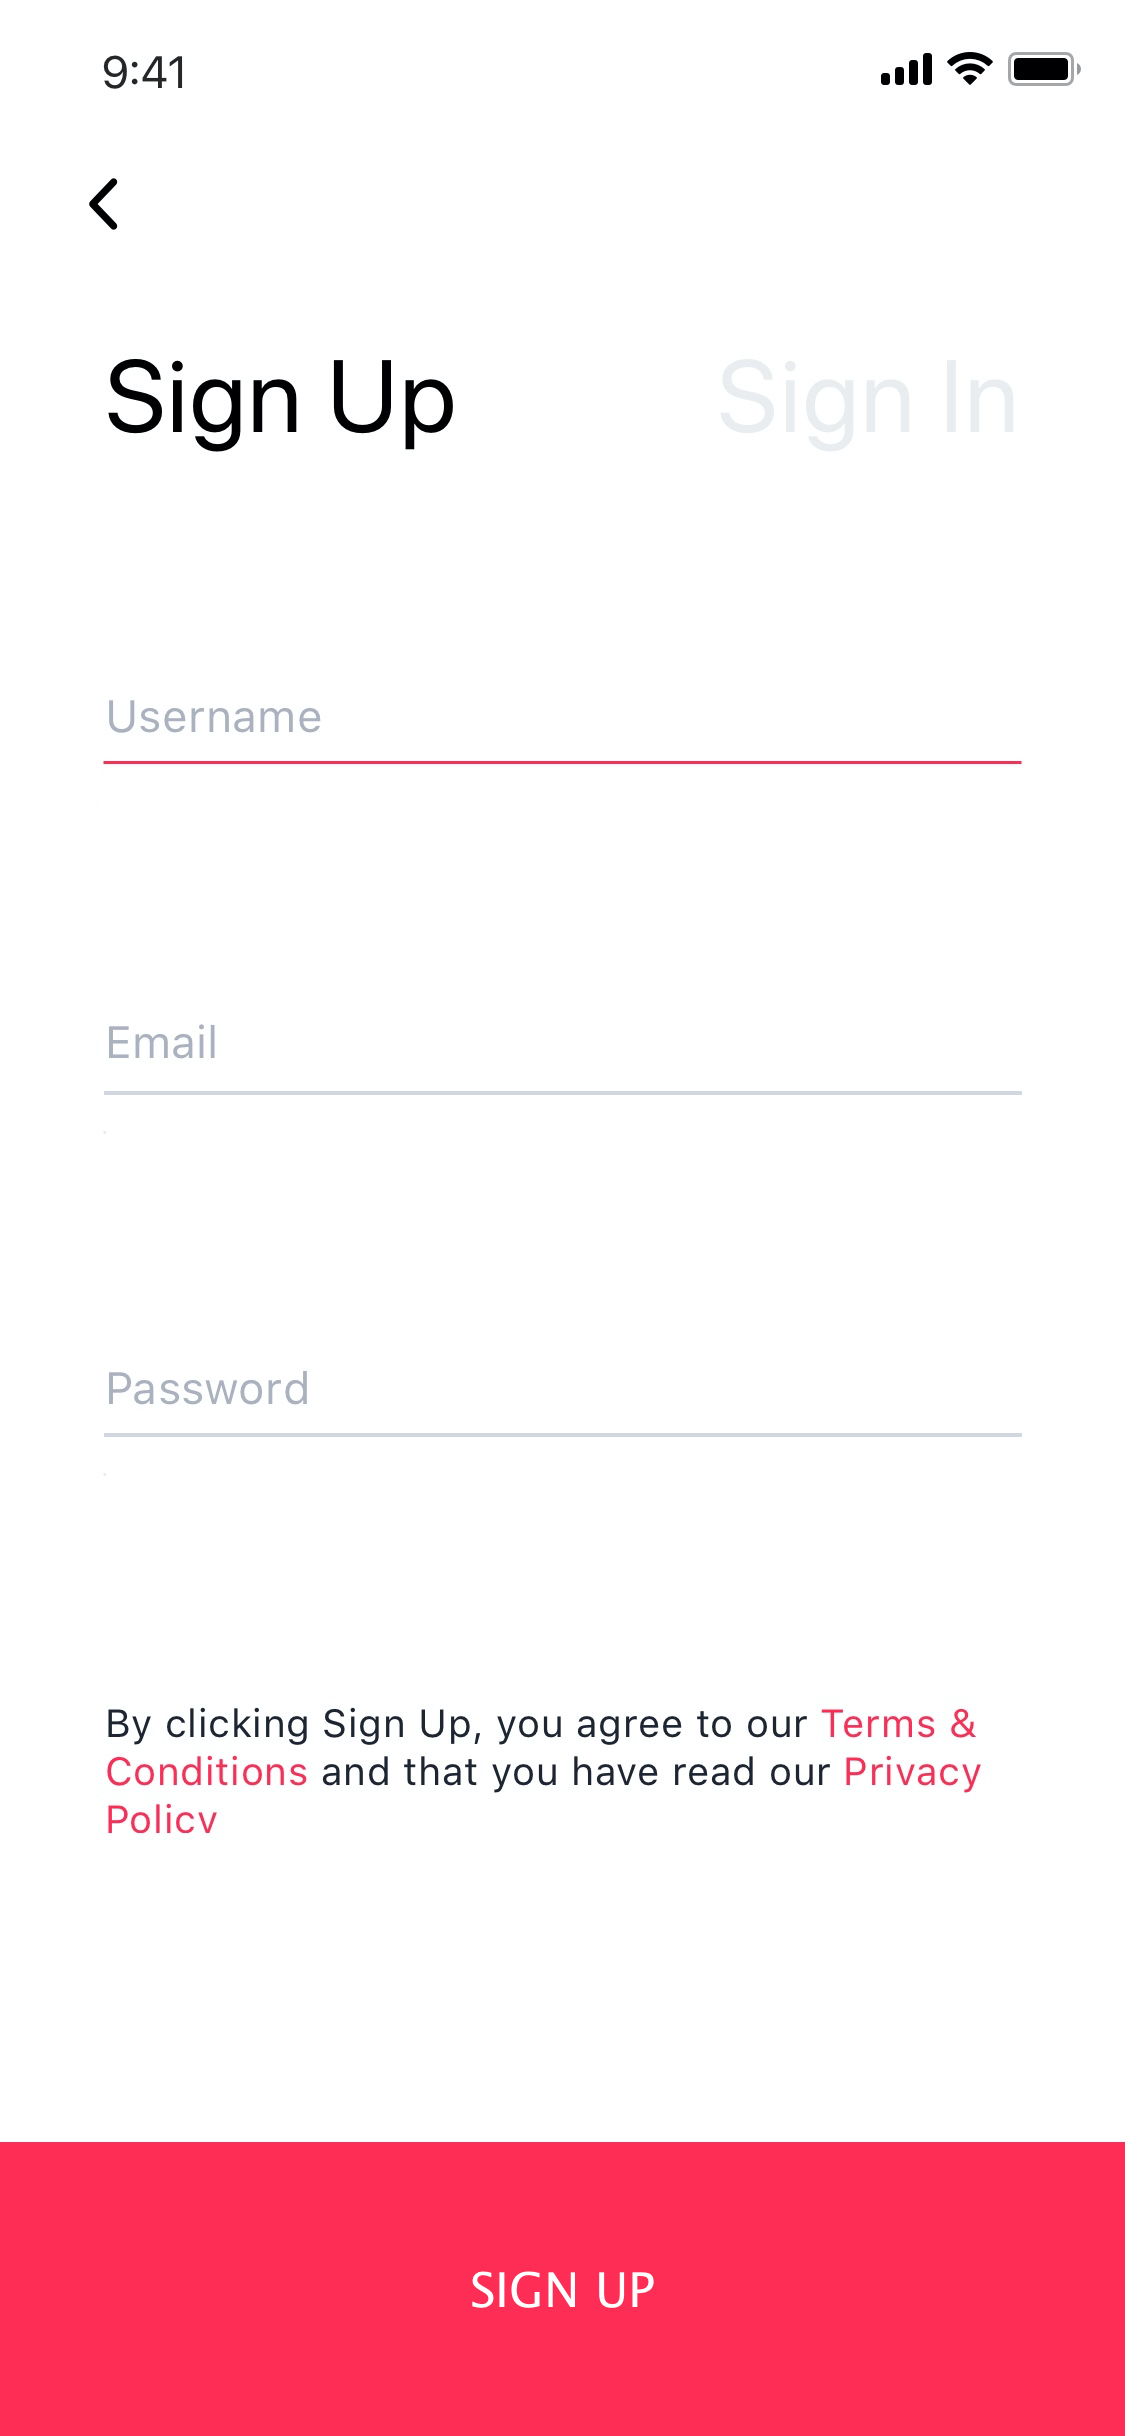 9:41
Sign Up Sign In
Username
Email
Password
By clicking Sign Up, you agree to our Terms &
Conditions and that you have read our Privacy
Policy
SIGN UP